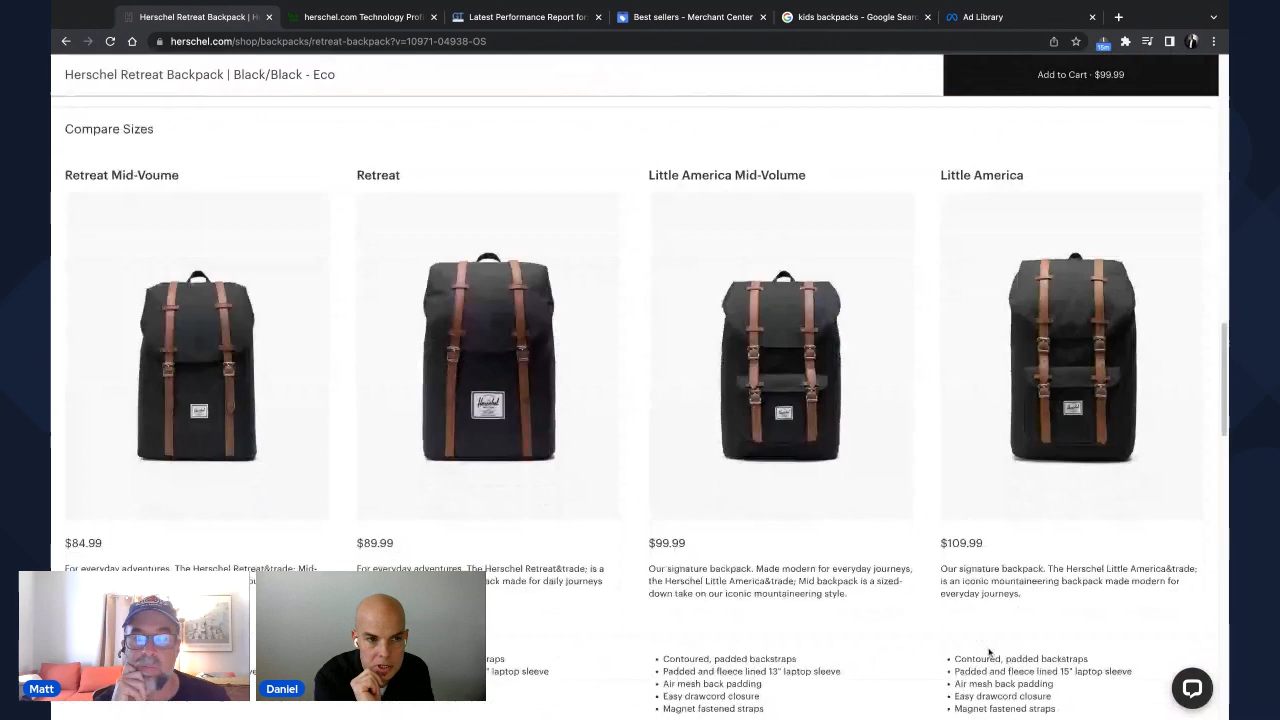 Herschel Retreat Backpack | H
herschel.com Technology Prof
Latest Performance Report for
Best sellers - Merchant Center
kids backpacks - Google Searc
Ad Library
herschel.com/shop/backpacks/retreat-backpack?v=10971-04938-OS
15m
Herschel Retreat Backpack | Black/Black - Eco
Add to Cart · $99.99
Compare Sizes
Retreat Mid-Voume
Retreat
Little America Mid-Volume
Little America
Herschel
$84.99
$89.99
$99.99
$109.99
For everyday adventures. The Herschel Retreat&trade; Mid-
For everyday adventures. The Herschel Retreat&trade; is a
ck made for daily journeys
Our signature backpack. Made modern for everyday journeys,
the Herschel Little America&trade; Mid backpack is a sized-
down take on our iconic mountaineering style.
Our signature backpack. The Herschel Little America&trade;
is an iconic mountaineering backpack made modern for
everyday journeys.
raps
laptop sleeve
• Contoured, padded backstraps
• Padded and fleece lined 13" laptop sleeve
• Air mesh back padding
• Easy drawcord closure
• Magnet fastened straps
• Contoured, padded backstraps
• Padded and fleece lined 15" laptop sleeve
• Air mesh back padding
• Easy drawcord closure
• Magnet fastened straps
Matt
Daniel